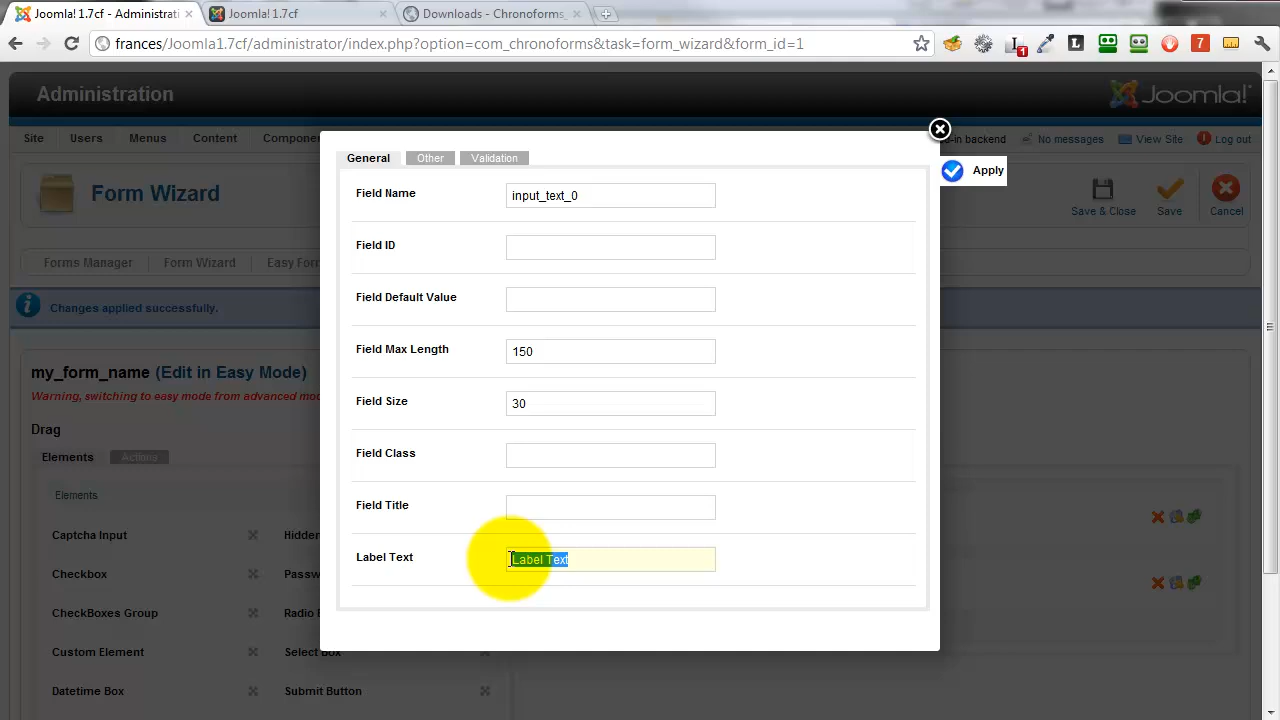 Joomla! 1.7cf - Administrati
Joomla! 1.7cf
Downloads - Chronoforms
frances/Joomla1.7cf/administrator/index.php?option=com_chronoforms&task=form_wizard&form_id=1
Administration
Joomla!
Site
Users
Menus
Content
Componen
in backend
No messages
View Site
Log out
Form Wizard
Save & Close
Save
Cancel
Forms Manager
Form Wizard
Easy Form
Changes applied successfully.
my_form_name (Edit in Easy Mode)
Warning, switching to easy mode from advanced mo
Drag
Elements
Actions
Elements
Captcha Input
Hidden
Checkbox
Passw
CheckBoxes Group
Radio B
Custom Element
Select Box
Datetime Box
Submit Button
General
Other
Validation
Apply
Field Name
input_text_0
Field ID
Field Default Value
Field Max Length
150
Field Size
30
Field Class
Field Title
Label Text
Label Text